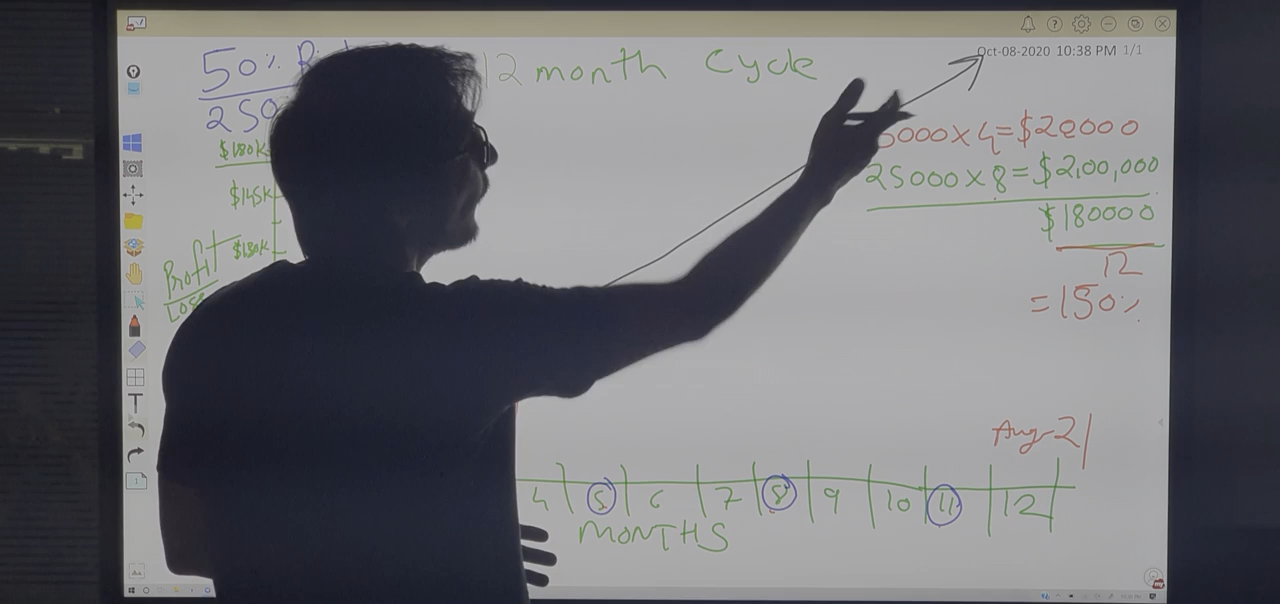 50%
12 month Cycle
Oct-08-2020 10:38 PM 1/1
250
000 x 4 = $20000
25000 x 8 = $2,00,000
$180000
12
= 150%
$180K
$145K
$130K
Profit
Loss
Aug-21
4 5 6 7 8 9 10 11 12
MONTHS